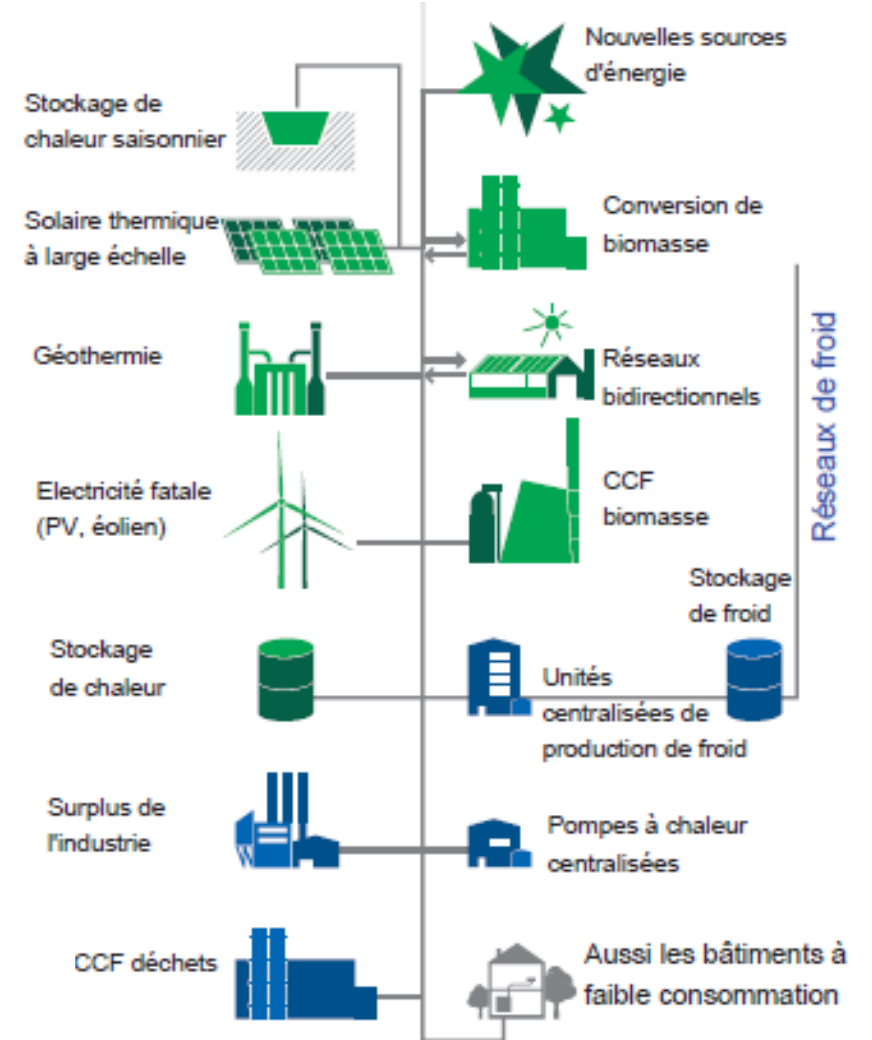 Nouvelles sources
d'énergie
Stockage de
chaleur saisonnier
Conversion de
biomasse
Solaire thermique
à large échelle
Géothermie
Réseaux
bidirectionnels
Réseaux de froid
Electricité fatale
(PV, éolien)
CCF
biomasse
Stockage
de froid
Stockage
de chaleur
Unités
centralisées de
production de froid
Surplus de
l'industrie
Pompes à chaleur
centralisées
CCF déchets
Aussi les bâtiments à
faible consommation